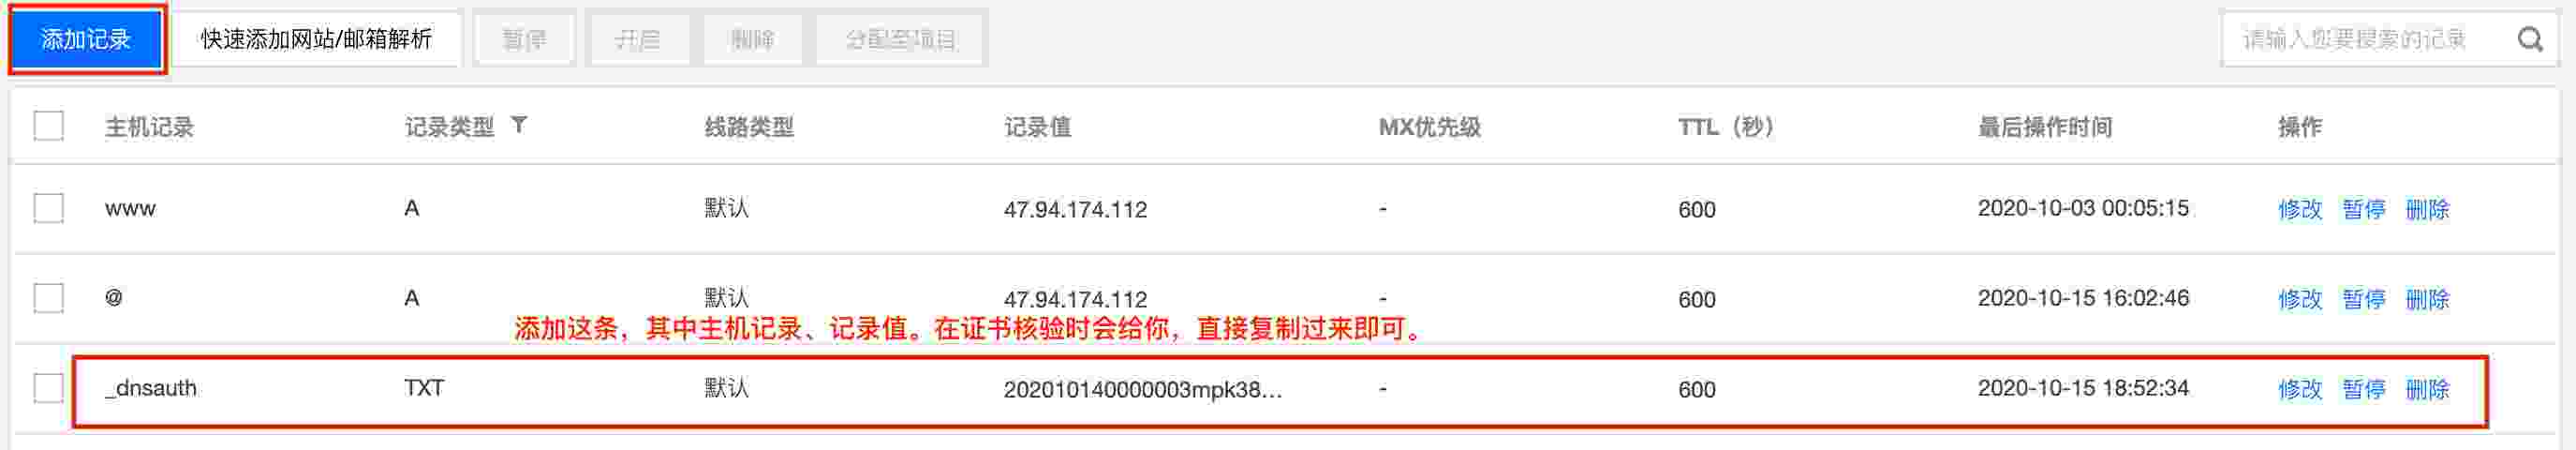 添加记录 快速添加网站/邮箱解析 暂停 开启 删除 分配至项目 请输入您要搜索的记录
主机记录 记录类型 线路类型 记录值 MX优先级 TTL（秒） 最后操作时间 操作
www A 默认 47.94.174.112 - 600 2020-10-03 00:05:15 修改 暂停 删除
@ A 默认 47.94.174.112 - 600 2020-10-15 16:02:46 修改 暂停 删除
添加这条，其中主机记录、记录值。在证书核验时会给你，直接复制过来即可。
_dnsauth TXT 默认 202010140000003mpk38... - 600 2020-10-15 18:52:34 修改 暂停 删除